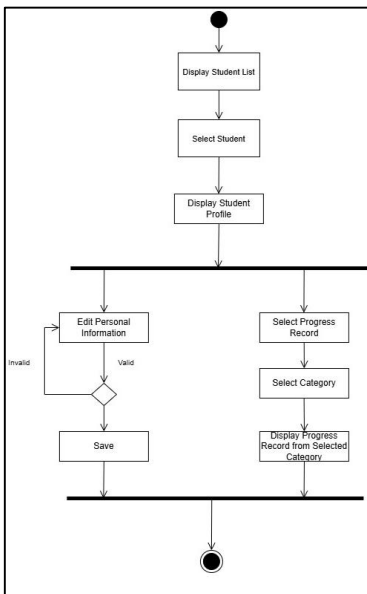 Display Student List
Select Student
Display Student
Profile
Edit Personal
Information
Select Progress
Record
Invalid
Valid
Select Category
Save
Display Progress
Record from Selected
Category